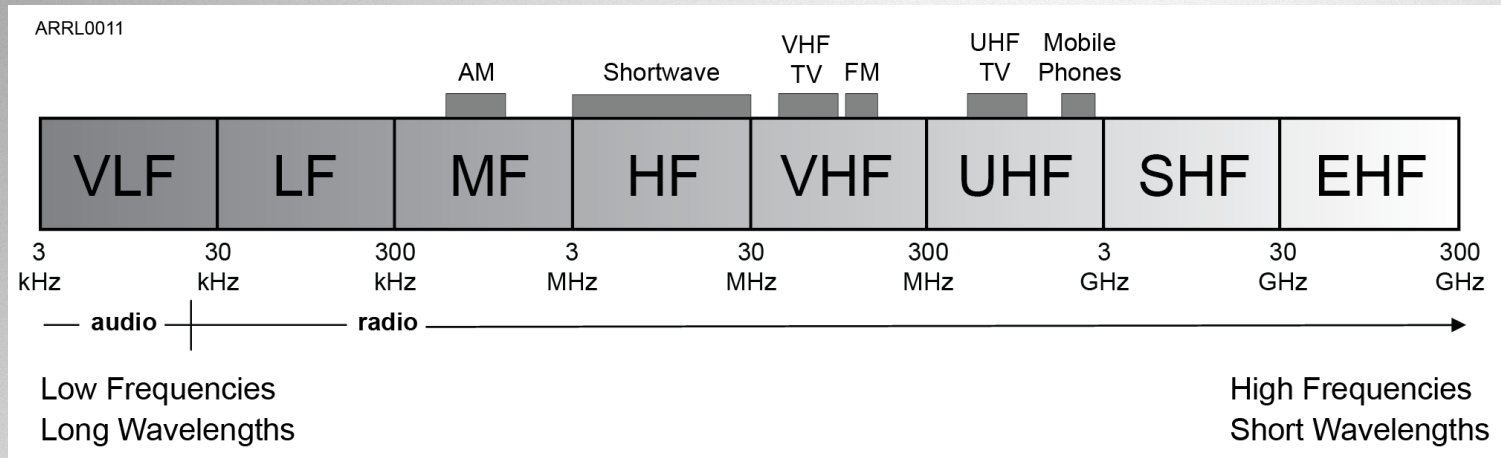 ARRL0011
AM
Shortwave
VHF
TV
FM
UHF
TV
Mobile
Phones
VLF LF MF HF VHF UHF SHF EHF
3 30 300 3 30 300 3 30 300
kHz kHz kHz MHz MHz MHz GHz GHz GHz
audio radio
Low Frequencies
Long Wavelengths
High Frequencies
Short Wavelengths